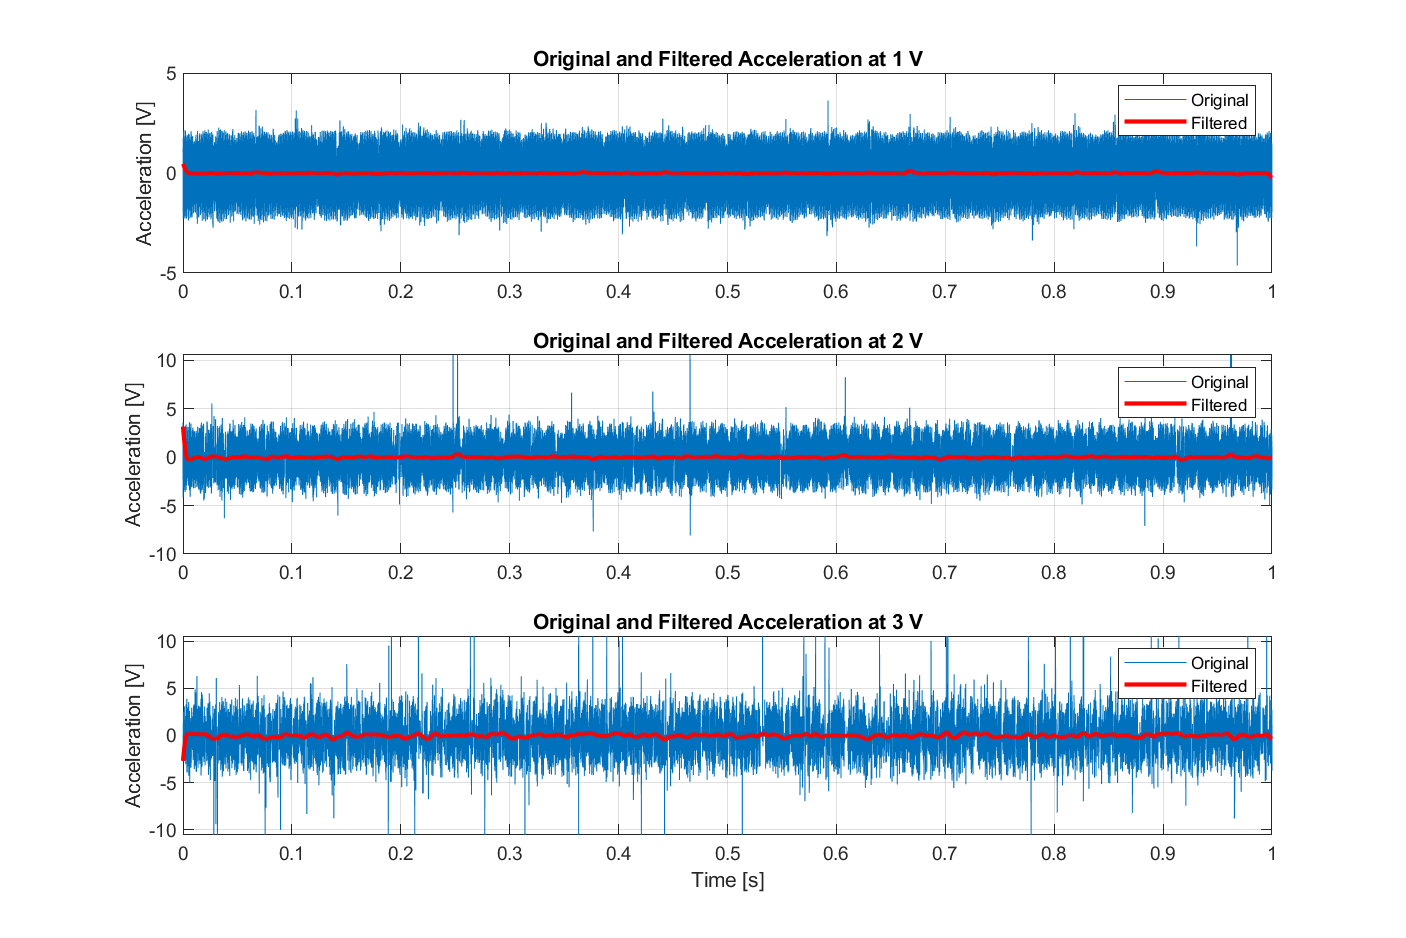 Original and Filtered Acceleration at 1 V
Acceleration [V]
5
0
-5
Original
Filtered
0 0.1 0.2 0.3 0.4 0.5 0.6 0.7 0.8 0.9 1
Original and Filtered Acceleration at 2 V
Acceleration [V]
10
5
0
-5
-10
Original
Filtered
0 0.1 0.2 0.3 0.4 0.5 0.6 0.7 0.8 0.9 1
Original and Filtered Acceleration at 3 V
Acceleration [V]
10
5
0
-5
-10
Original
Filtered
0 0.1 0.2 0.3 0.4 0.5 0.6 0.7 0.8 0.9 1
Time [s]